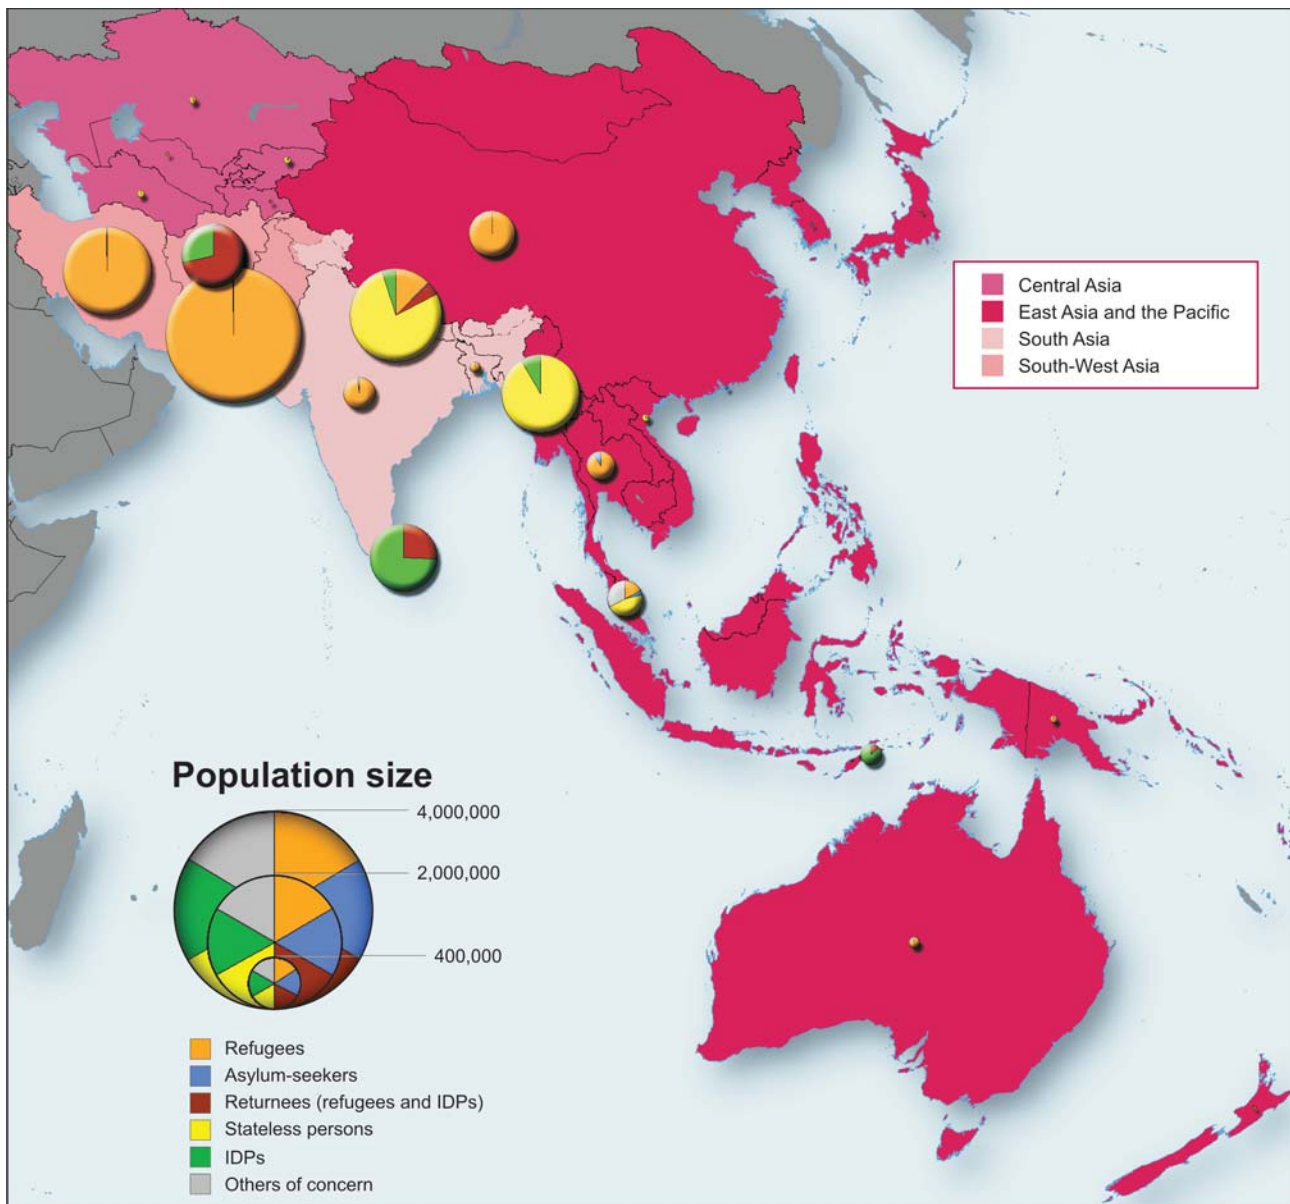 Central Asia
East Asia and the Pacific
South Asia
South-West Asia
Population size
4,000,000
2,000,000
400,000
Refugees
Asylum-seekers
Returnees (refugees and IDPs)
Stateless persons
IDPs
Others of concern